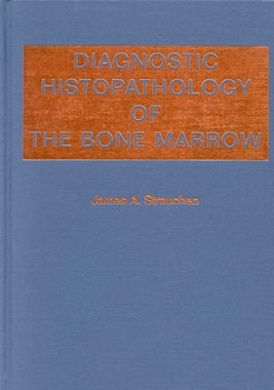 DIAGNOSTIC
HISTOPATHOLOGY
OF
THE BONE MARROW
James A. Strauchen